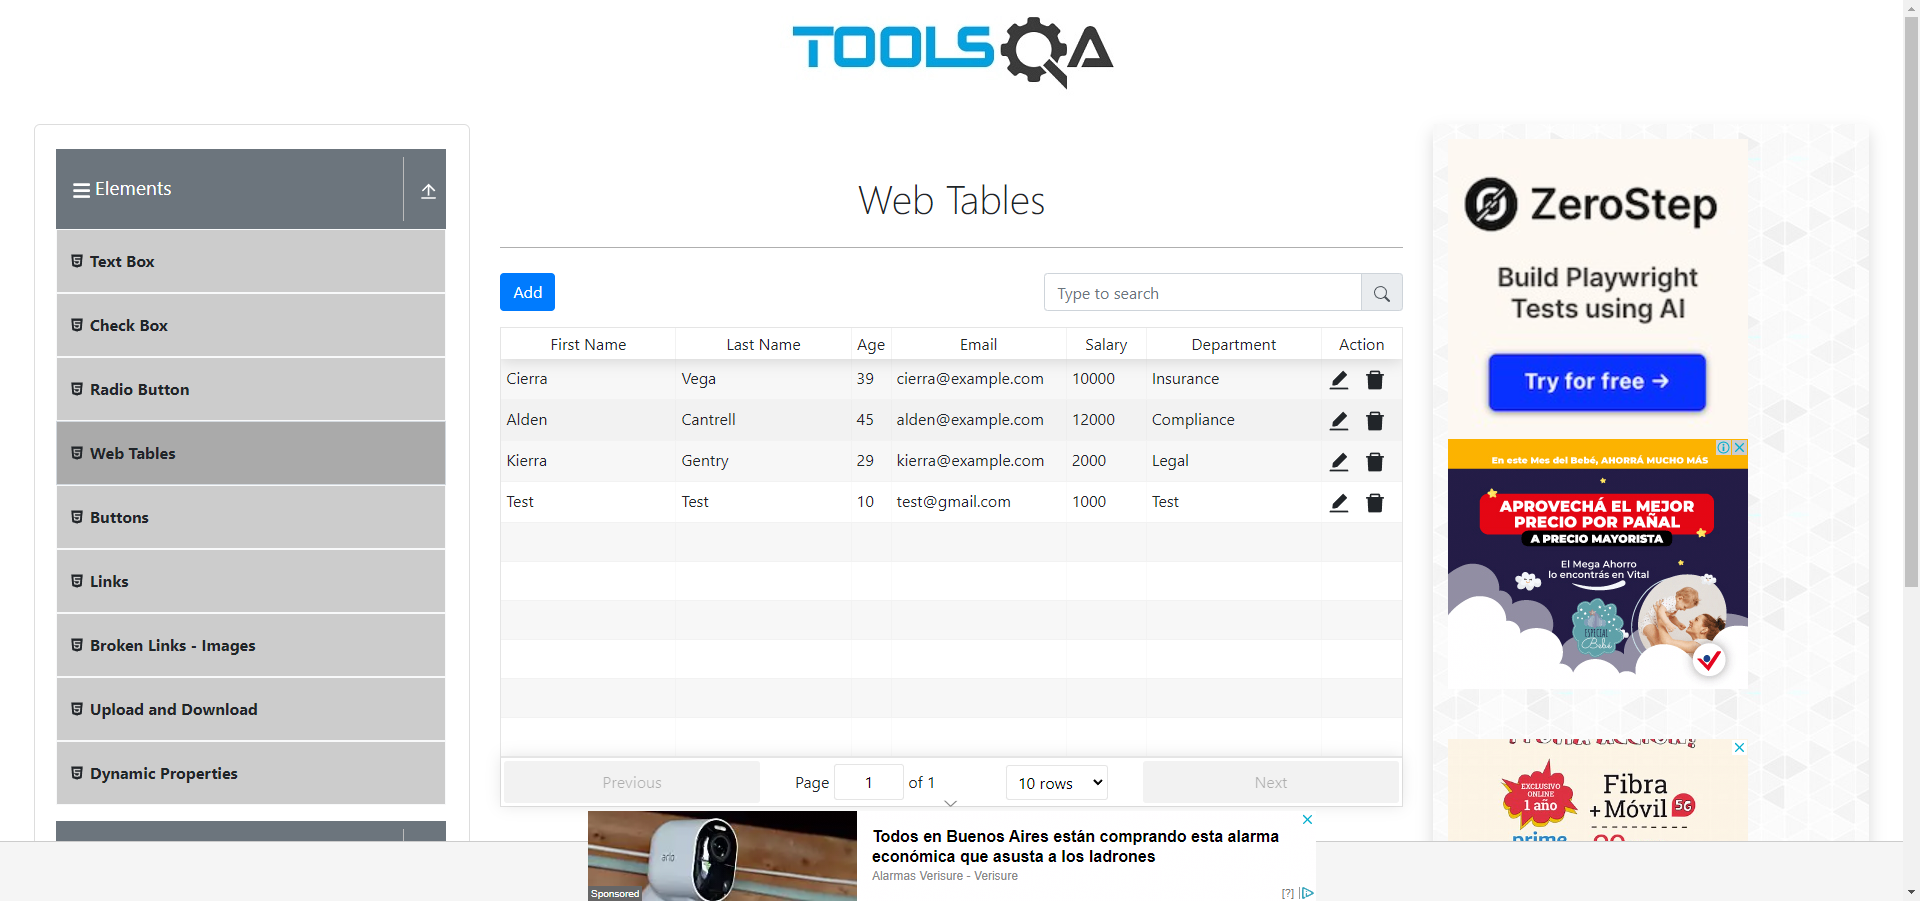 TOOLSQA
Elements
Text Box
Check Box
Radio Button
Web Tables
Buttons
Links
Broken Links - Images
Upload and Download
Dynamic Properties
Web Tables
Add
Type to search
First Name Last Name Age Email Salary Department Action
Cierra Vega 39 cierra@example.com 10000 Insurance
Alden Cantrell 45 alden@example.com 12000 Compliance
Kierra Gentry 29 kierra@example.com 2000 Legal
Test Test 10 test@gmail.com 1000 Test
Previous Page 1 of 1 10 rows Next
ZeroStep
Build Playwright
Tests using AI
Try for free →
En este Mes del Bebé, AHORRÁ MUCHO MÁS
APROVECHÁ EL MEJOR
PRECIO POR PAÑAL
A PRECIO MAYORISTA
El Mega Ahorro
lo encontrás en Vital
ESPECIAL
Bebé
EXCLUSIVO
ONLINE
1 año
prime
Fibra
+Móvil 5G
arlo
Sponsored
Todos en Buenos Aires están comprando esta alarma
económica que asusta a los ladrones
Alarmas Verisure - Verisure
[?]